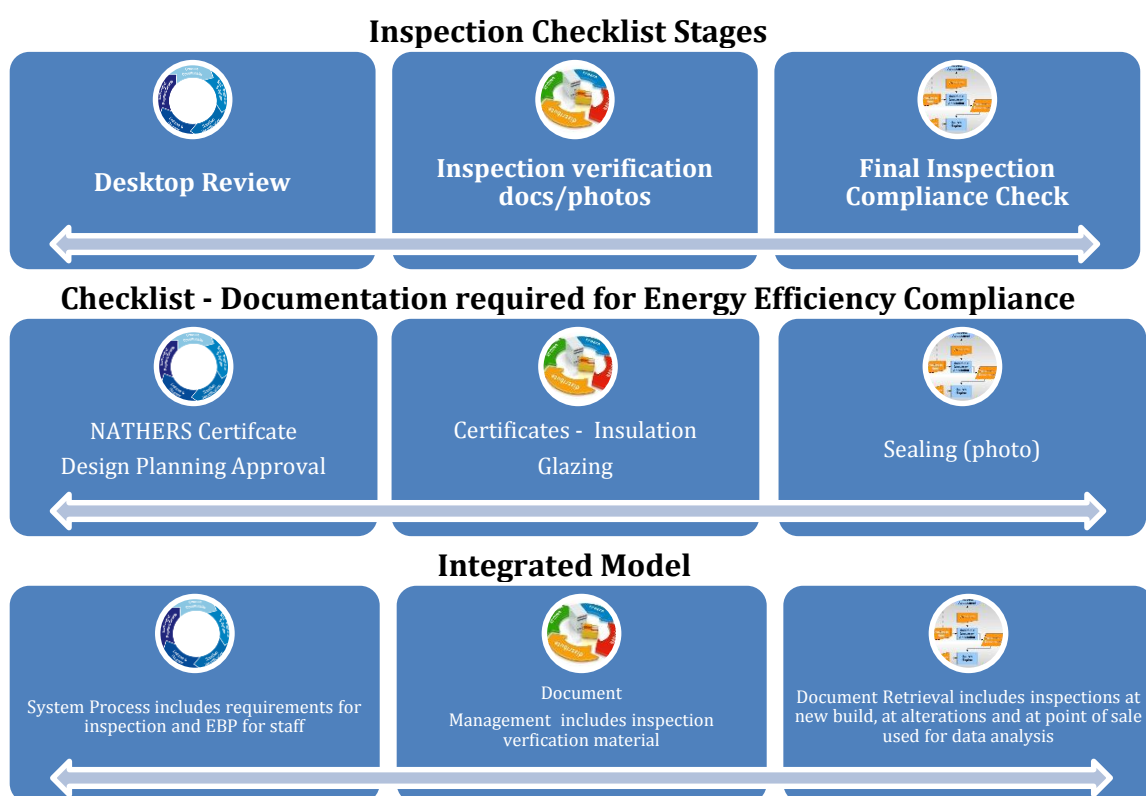 Inspection Checklist Stages
Desktop Review
Inspection verification
docs/photos
Final Inspection
Compliance Check
Checklist - Documentation required for Energy Efficiency Compliance
NATHERS Certifcate
Design Planning Approval
Certificates - Insulation
Glazing
Sealing (photo)
Integrated Model
System Process includes requirements for
inspection and EBP for staff
Document
Management includes inspection
verfication material
Document Retrieval includes inspections at
new build, at alterations and at point of sale
used for data analysis